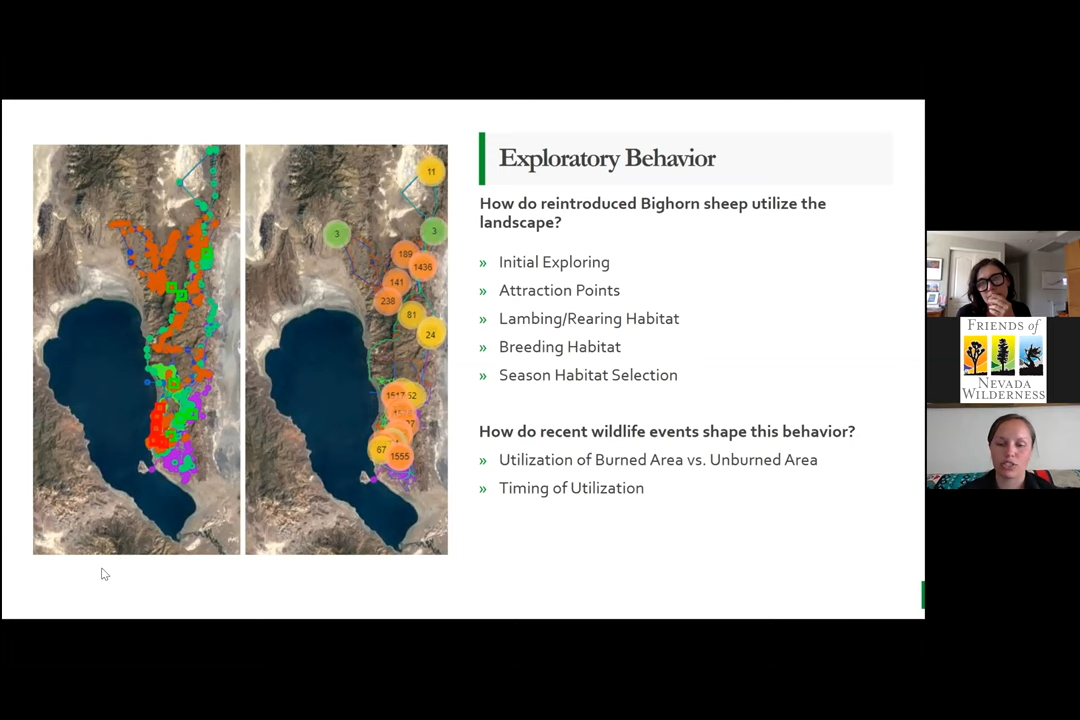 Exploratory Behavior
How do reintroduced Bighorn sheep utilize the
landscape?
» Initial Exploring
» Attraction Points
» Lambing/Rearing Habitat
» Breeding Habitat
» Season Habitat Selection
How do recent wildlife events shape this behavior?
» Utilization of Burned Area vs. Unburned Area
» Timing of Utilization
11
3
3
189
1436
141
238
81
24
1517
52
67
1555
FRIENDS of
NEVADA
WILDERNESS